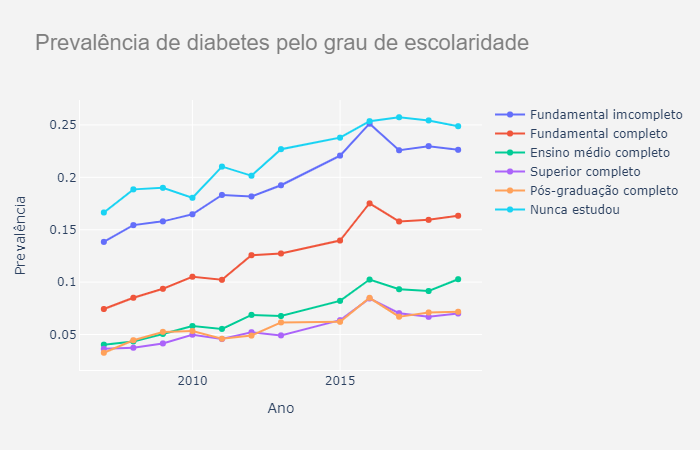 Prevalência de diabetes pelo grau de escolaridade
Fundamental imcompleto
Fundamental completo
Ensino médio completo
Superior completo
Pós-graduação completo
Nunca estudou
0.25
0.2
0.15
0.1
0.05
Prevalência
2010
2015
Ano